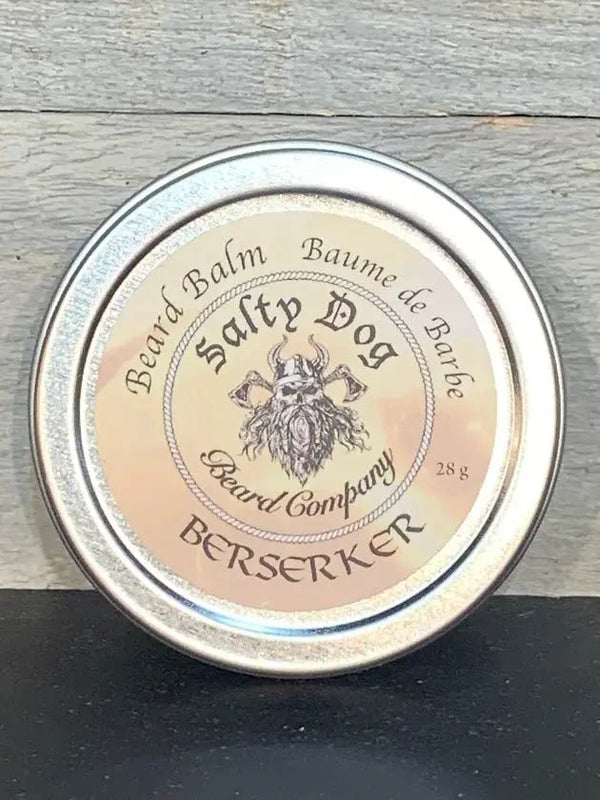 Beard Balm Baume de Barbe
Salty Dog
Beard Company
28 g
BERSERKER